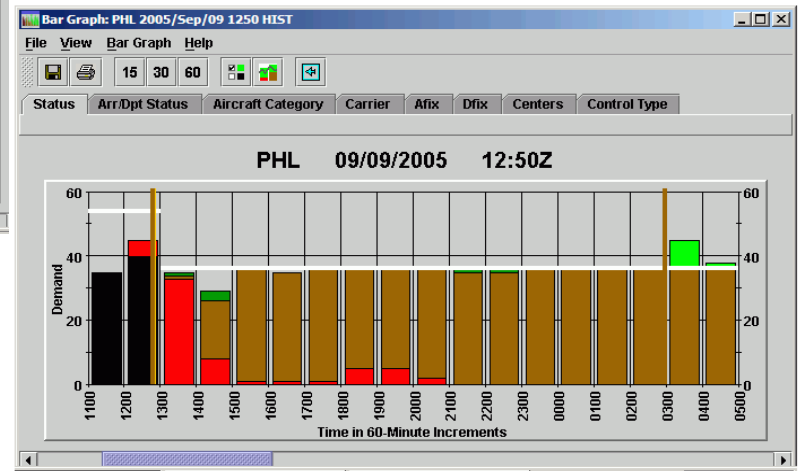 Bar Graph: PHL 2005/Sep/09 1250 HIST
File View Bar Graph Help
15 30 60
Status Arr/Dpt Status Aircraft Category Carrier Afix Dfix Centers Control Type
PHL 09/09/2005 12:50Z
60 60
40 40
Demand
20 20
0 0
1100 1200 1300 1400 1500 1600 1700 1800 1900 2000 2100 2200 2300 0000 0100 0200 0300 0400 0500
Time in 60-Minute Increments